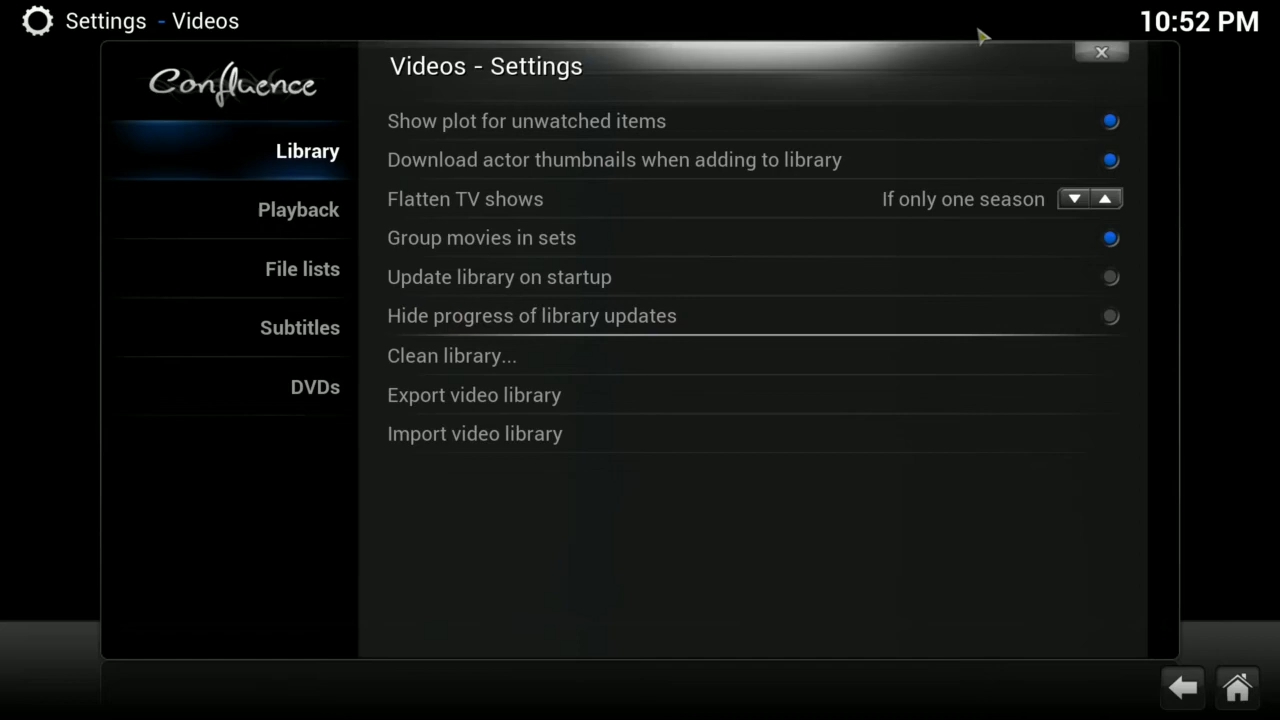 Settings - Videos
10:52 PM
Confluence
Library
Playback
File lists
Subtitles
DVDs
Videos - Settings
Show plot for unwatched items
Download actor thumbnails when adding to library
Flatten TV shows If only one season
Group movies in sets
Update library on startup
Hide progress of library updates
Clean library...
Export video library
Import video library